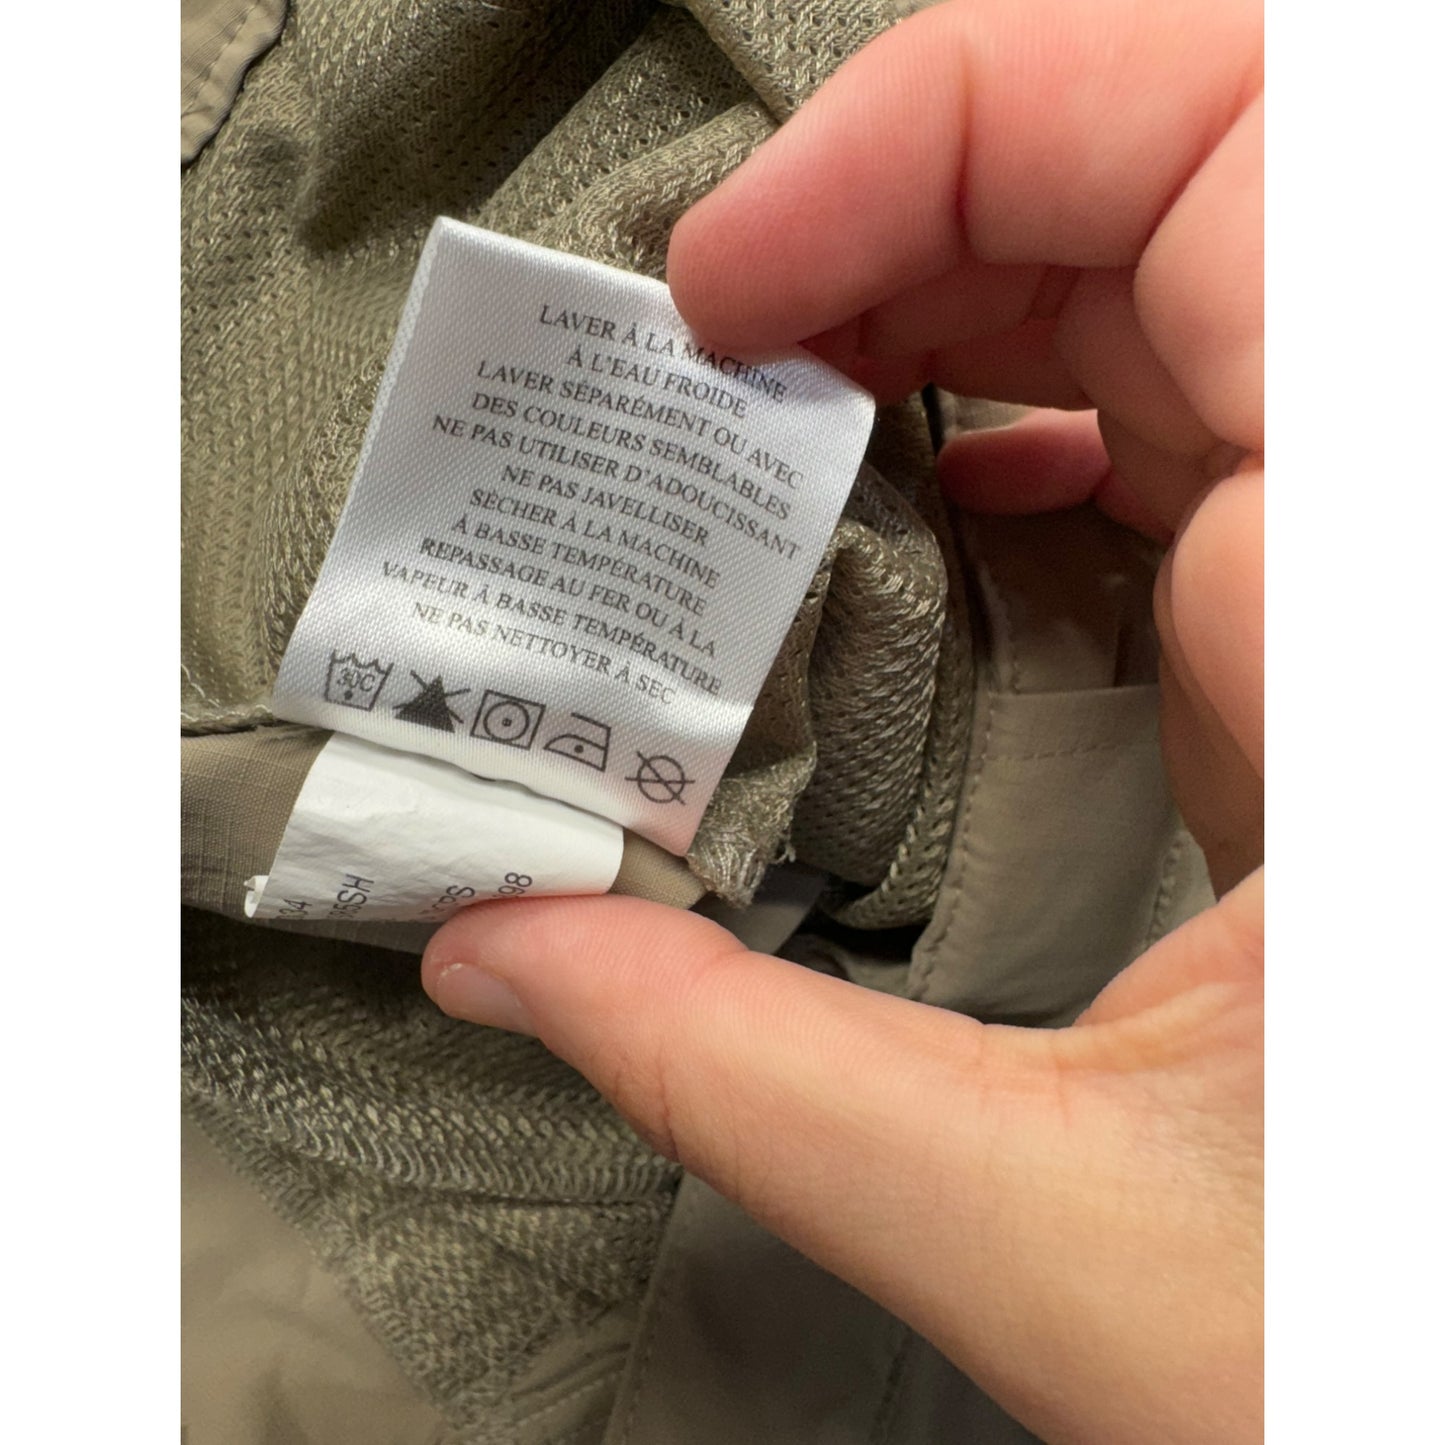 LAVER À LA MACHINE
À L'EAU FROIDE
LAVER SÉPARÉMENT OU AVEC
DES COULEURS SEMBLABLES
NE PAS UTILISER D'ADOUCISSANT
NE PAS JAVELLISER
SÉCHER À LA MACHINE
À BASSE TEMPÉRATURE
REPASSAGE AU FER OU À LA
VAPEUR À BASSE TEMPÉRATURE
NE PAS NETTOYER À SEC
30C